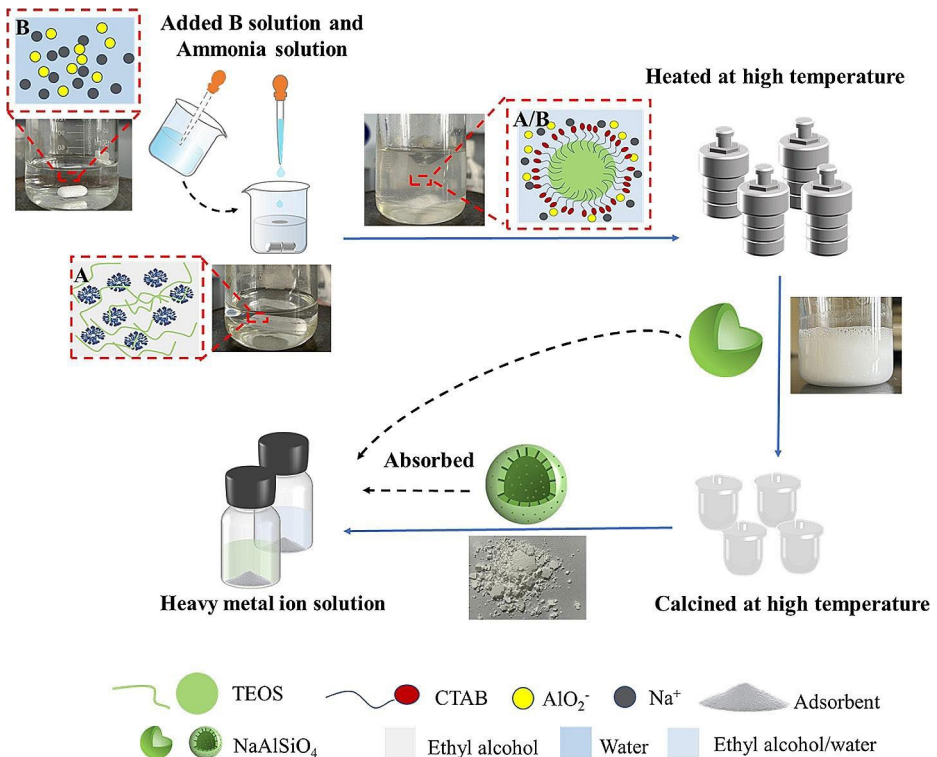 B
Added B solution and
Ammonia solution
A/B
Heated at high temperature
A
Absorbed
Heavy metal ion solution
Calcined at high temperature
TEOS
CTAB
AlO₂⁻
Na⁺
Adsorbent
NaAlSiO₄
Ethyl alcohol
Water
Ethyl alcohol/water